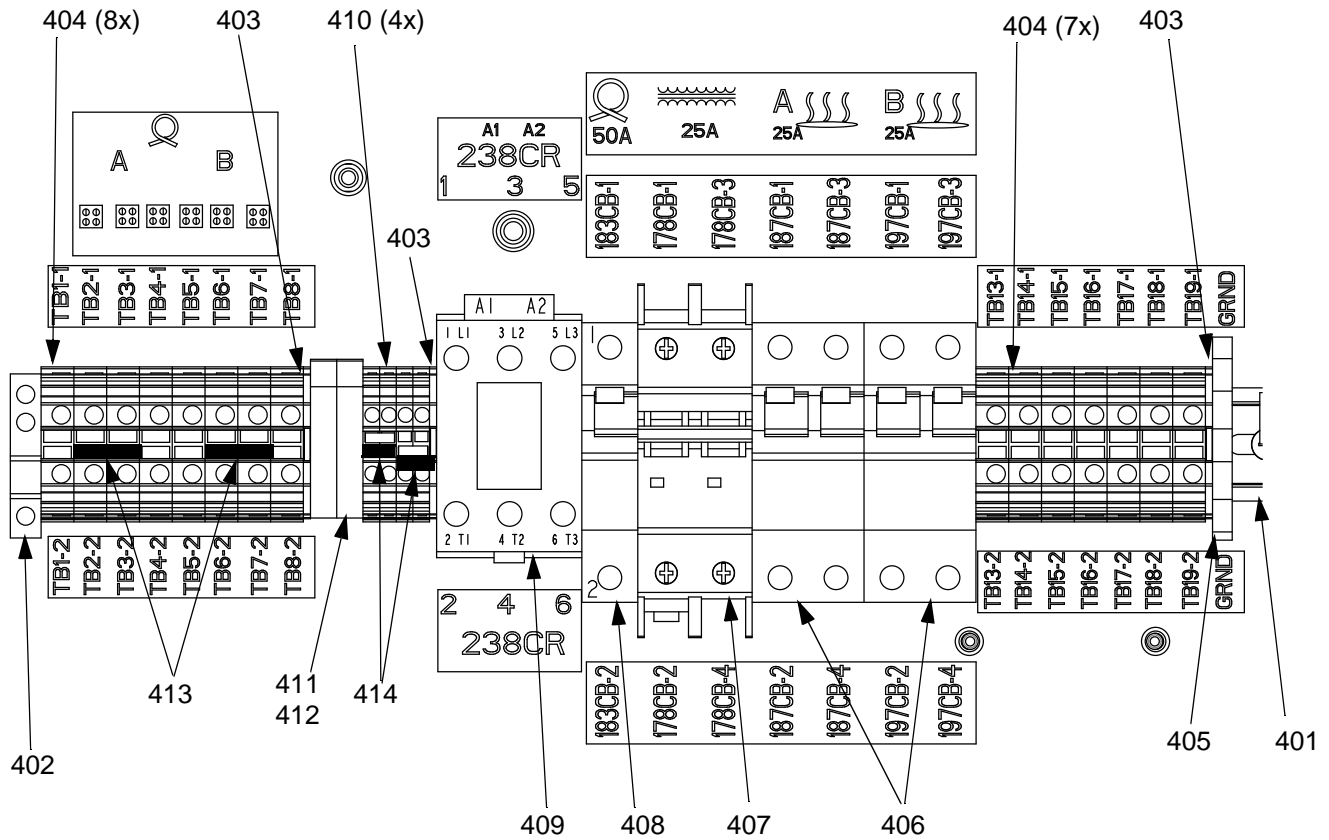 404 (8x)
403
410 (4x)
404 (7x)
403
A
B
A1 A2
238CR
1 3 5
50A
25A
A
25A
B
25A
183CB-1
178CB-1
178CB-3
187CB-1
187CB-3
197CB-1
197CB-3
403
TB1-1
TB2-1
TB3-1
TB4-1
TB5-1
TB6-1
TB7-1
TB8-1
TB13-1
TB14-1
TB15-1
TB16-1
TB17-1
TB18-1
TB19-1
GRND
A1 A2
1 L1 3 L2 5 L3
1
2 T1 4 T2 6 T3
2
TB1-2
TB2-2
TB3-2
TB4-2
TB5-2
TB6-2
TB7-2
TB8-2
TB13-2
TB14-2
TB15-2
TB16-2
TB17-2
TB18-2
TB19-2
GRND
2 4 6
238CR
183CB-2
178CB-2
178CB-4
187CB-2
187CB-4
197CB-2
197CB-4
413
411
412
414
402
405
401
409
408
407
406